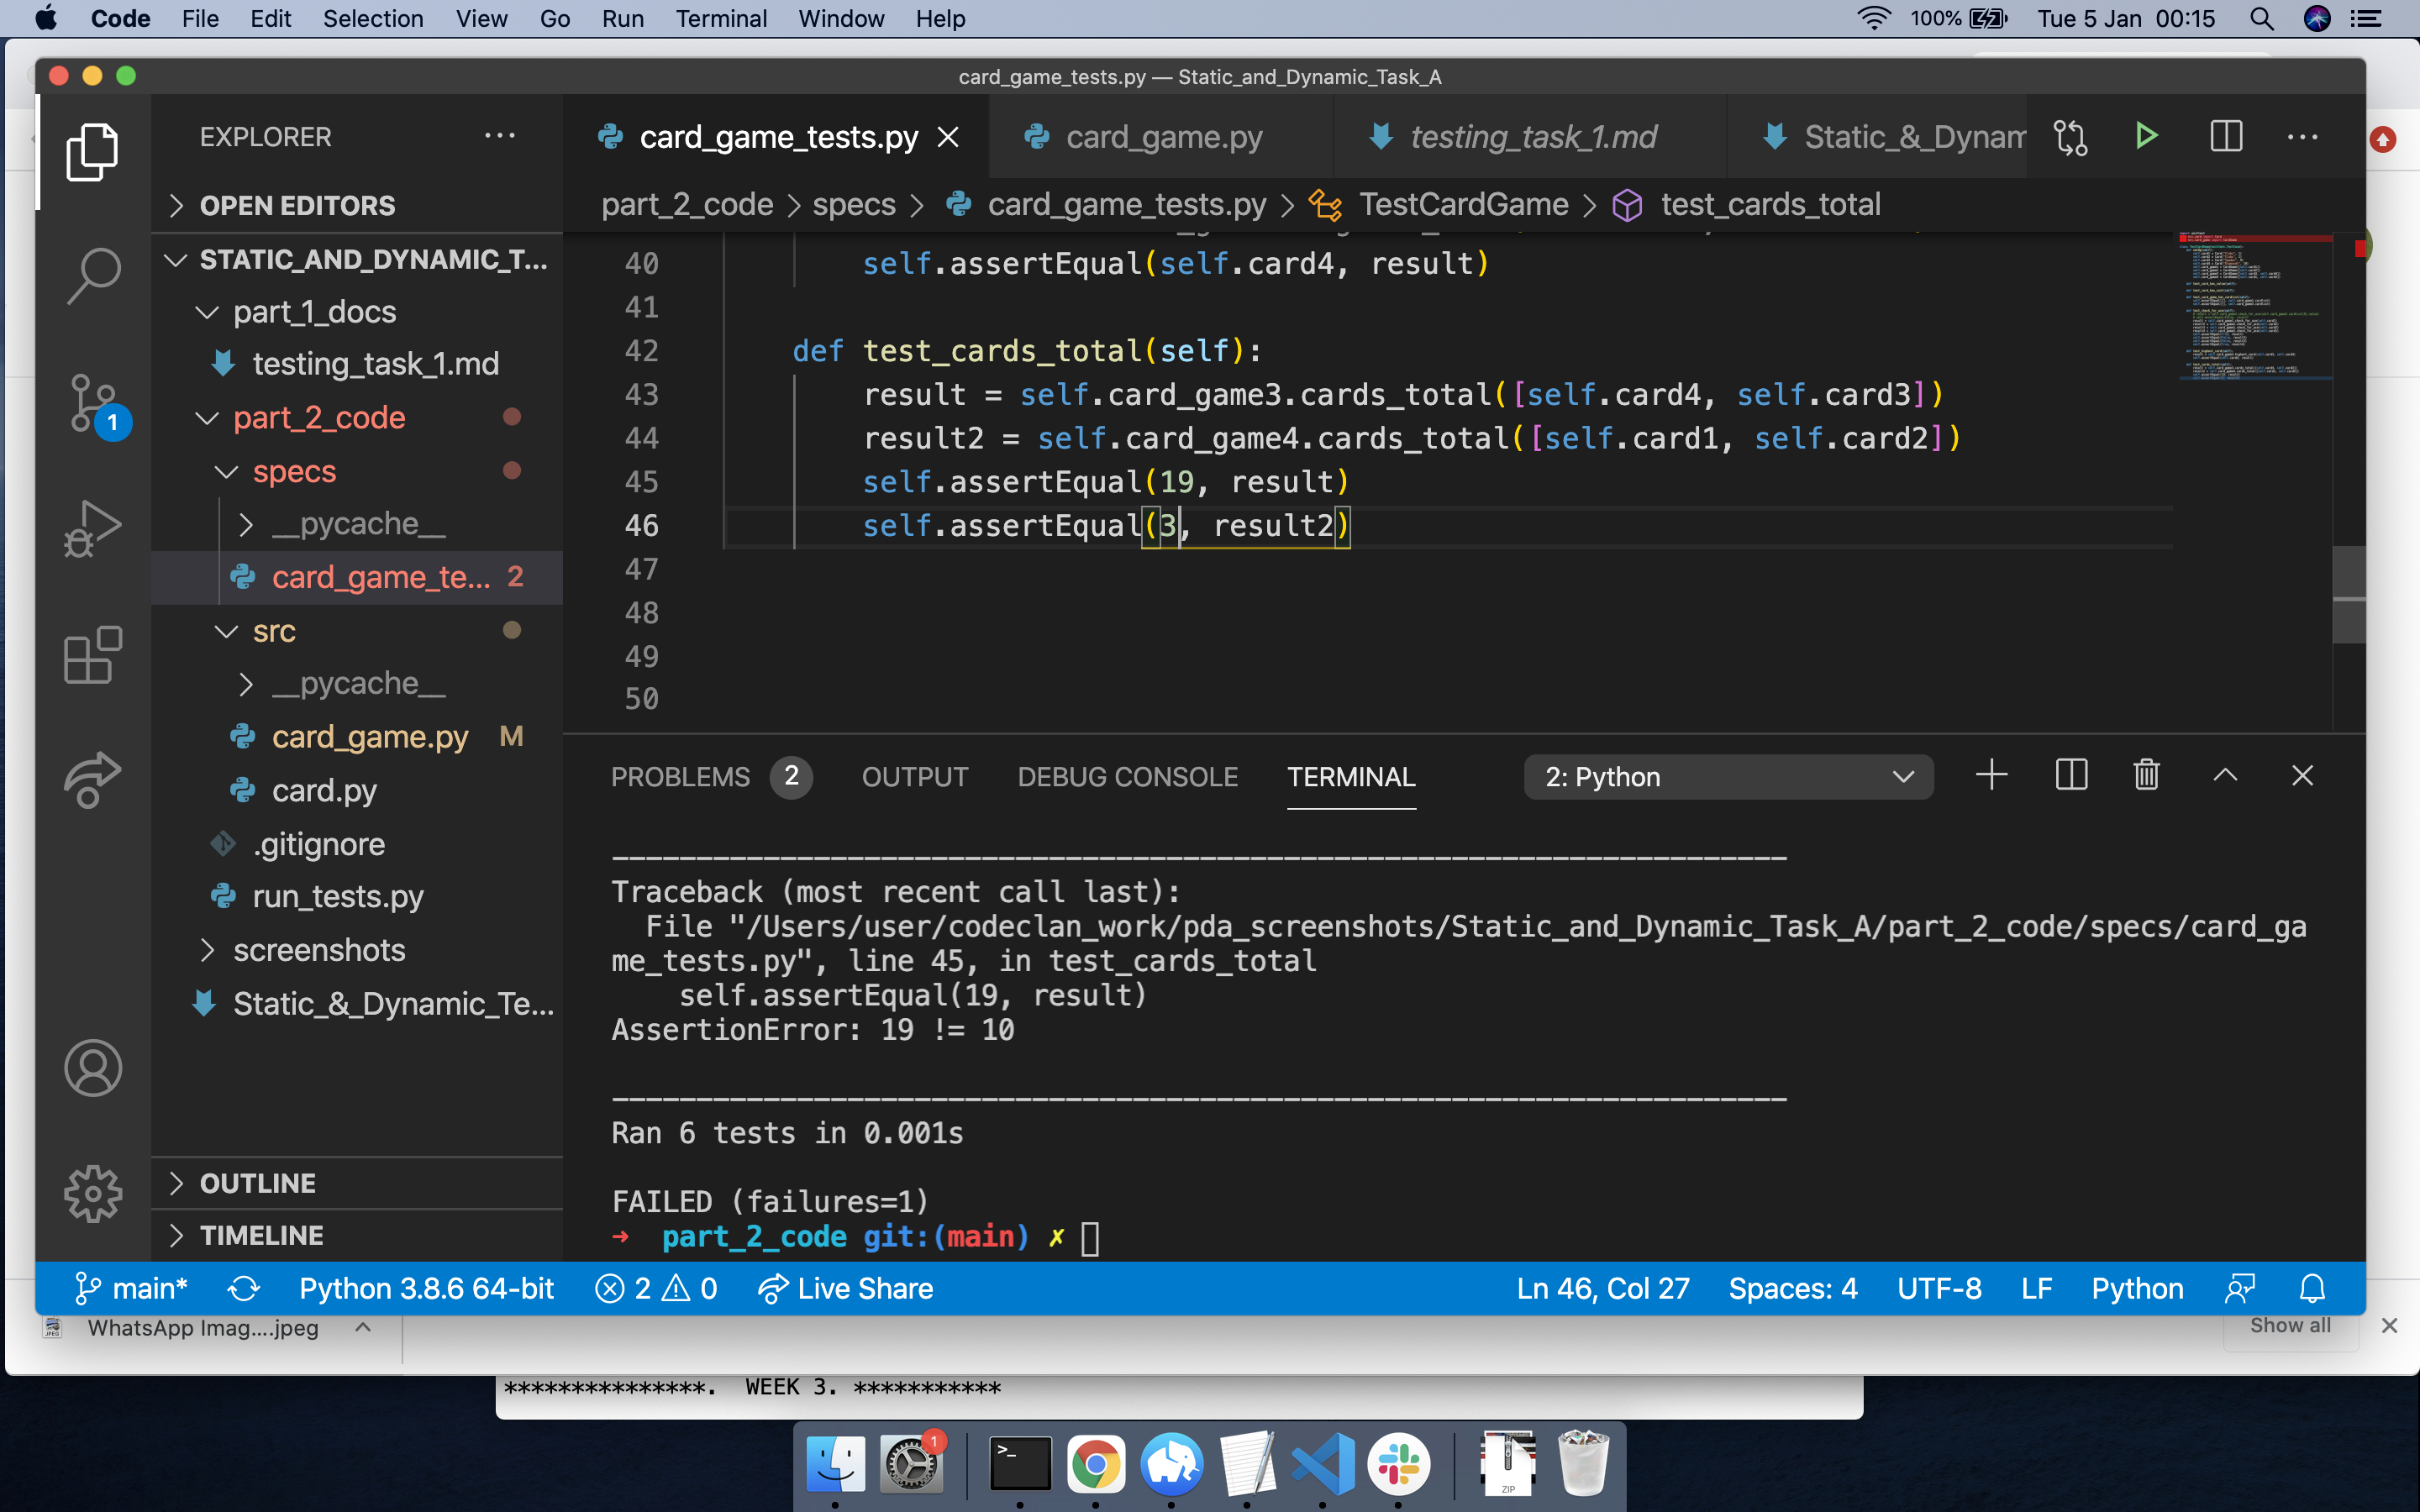 Code File Edit Selection View Go Run Terminal Window Help 100% Tue 5 Jan 00:15
card_game_tests.py — Static_and_Dynamic_Task_A
EXPLORER
card_game_tests.py card_game.py testing_task_1.md Static_&_Dynam
OPEN EDITORS
part_2_code > specs > card_game_tests.py > TestCardGame > test_cards_total
STATIC_AND_DYNAMIC_T...
part_1_docs
testing_task_1.md
part_2_code
specs
__pycache__
card_game_te... 2
src
__pycache__
card_game.py M
card.py
.gitignore
run_tests.py
screenshots
Static_&_Dynamic_Te...
OUTLINE
TIMELINE
1
40 self.assertEqual(self.card4, result)
41
42 def test_cards_total(self):
43 result = self.card_game3.cards_total([self.card4, self.card3])
44 result2 = self.card_game4.cards_total([self.card1, self.card2])
45 self.assertEqual(19, result)
46 self.assertEqual(3, result2)
47
48
49
50
PROBLEMS 2 OUTPUT DEBUG CONSOLE TERMINAL 2: Python
----------------------------------------------------------------------
Traceback (most recent call last):
File "/Users/user/codeclan_work/pda_screenshots/Static_and_Dynamic_Task_A/part_2_code/specs/card_ga
me_tests.py", line 45, in test_cards_total
self.assertEqual(19, result)
AssertionError: 19 != 10
----------------------------------------------------------------------
Ran 6 tests in 0.001s
FAILED (failures=1)
➜ part_2_code git:(main) ✗
main* Python 3.8.6 64-bit 2 0 Live Share Ln 46, Col 27 Spaces: 4 UTF-8 LF Python
JPEG WhatsApp Imag....jpeg Show all
***************. WEEK 3. ***********
1
>_
ZIP